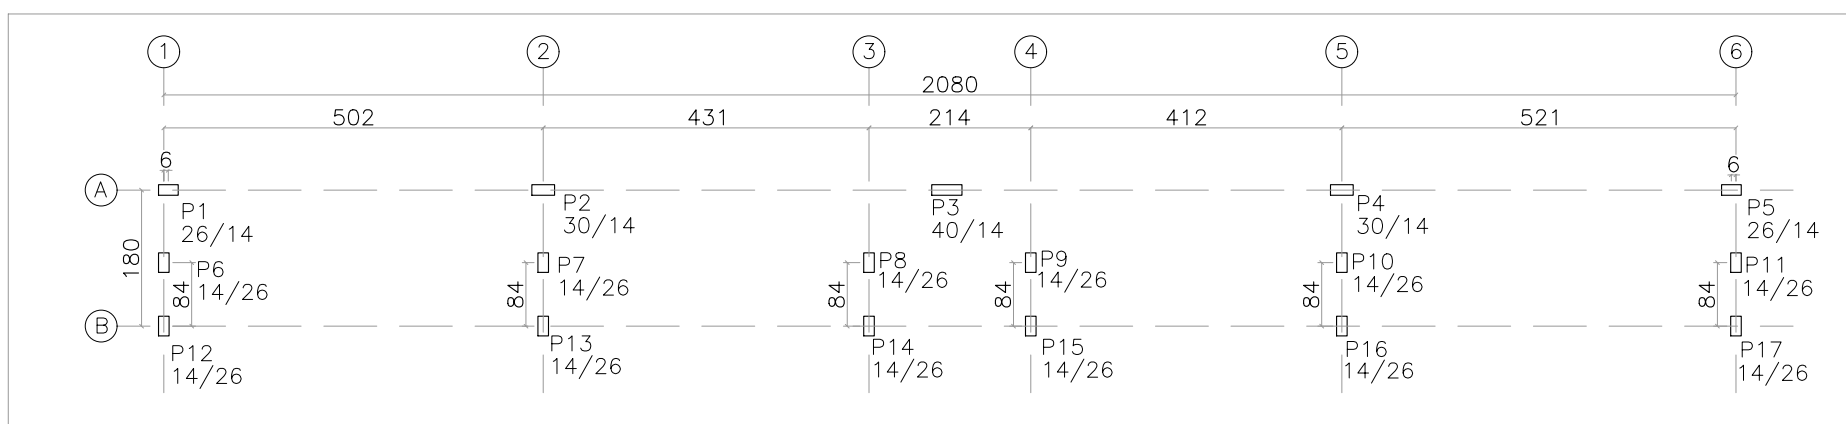 1 2 3 4 5 6
2080
502 431 214 412 521
6 6
A
P1 P2 P3 P4 P5
26/14 30/14 40/14 30/14 26/14
180
P6 P7 P8 P9 P10 P11
14/26 14/26 14/26 14/26 14/26 14/26
84 84 84 84 84 84
B
P12 P13 P14 P15 P16 P17
14/26 14/26 14/26 14/26 14/26 14/26